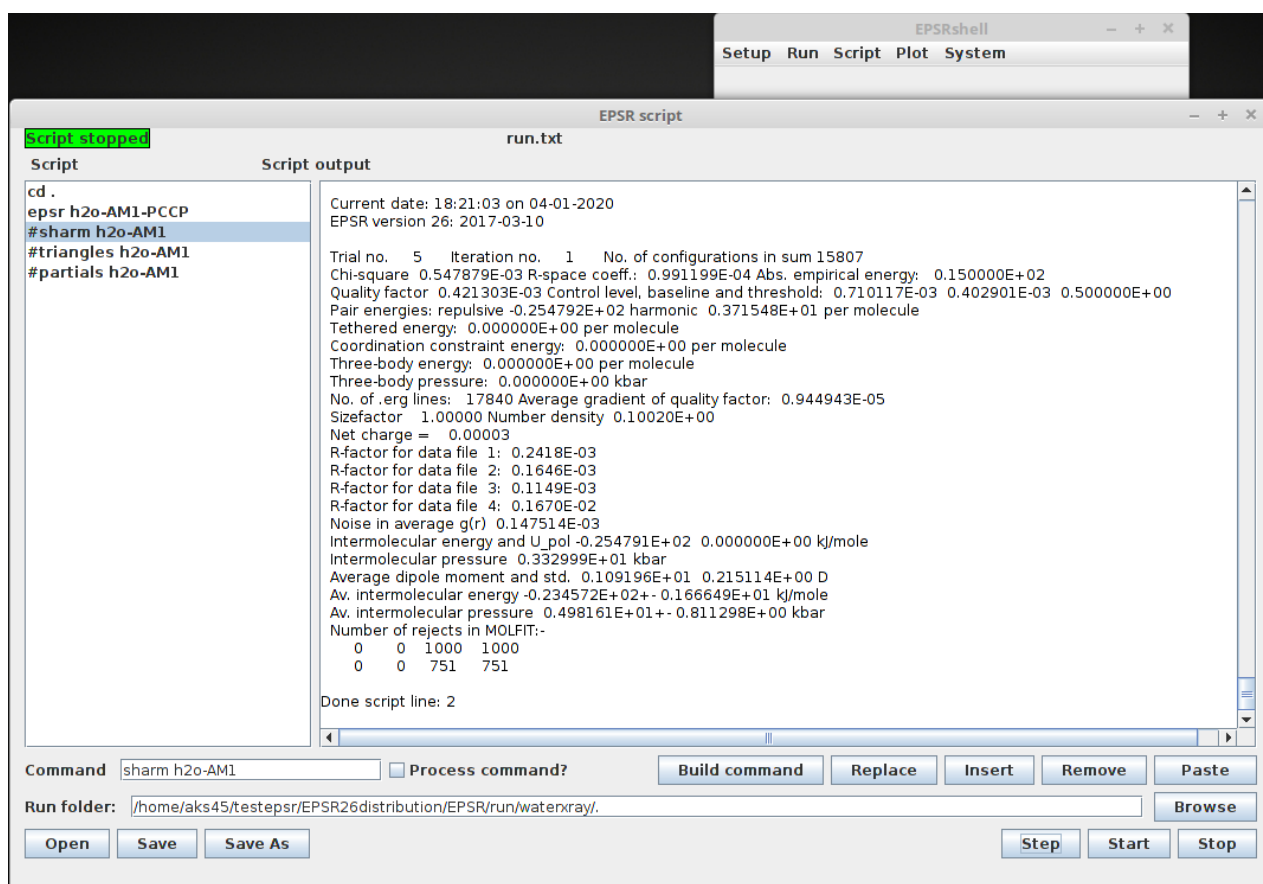 EPSRshell
Setup Run Script Plot System
EPSR script
Script stopped run.txt
Script Script output
cd .
epsr h2o-AM1-PCCP
#sharm h2o-AM1
#triangles h2o-AM1
#partials h2o-AM1
Current date: 18:21:03 on 04-01-2020
EPSR version 26: 2017-03-10
Trial no. 5 Iteration no. 1 No. of configurations in sum 15807
Chi-square 0.547879E-03 R-space coeff.: 0.991199E-04 Abs. empirical energy: 0.150000E+02
Quality factor 0.421303E-03 Control level, baseline and threshold: 0.710117E-03 0.402901E-03 0.500000E+00
Pair energies: repulsive -0.254792E+02 harmonic 0.371548E+01 per molecule
Tethered energy: 0.000000E+00 per molecule
Coordination constraint energy: 0.000000E+00 per molecule
Three-body energy: 0.000000E+00 per molecule
Three-body pressure: 0.000000E+00 kbar
No. of .erg lines: 17840 Average gradient of quality factor: 0.944943E-05
Sizefactor 1.00000 Number density 0.10020E+00
Net charge = 0.00003
R-factor for data file 1: 0.2418E-03
R-factor for data file 2: 0.1646E-03
R-factor for data file 3: 0.1149E-03
R-factor for data file 4: 0.1670E-02
Noise in average g(r) 0.147514E-03
Intermolecular energy and U_pol -0.254791E+02 0.000000E+00 kJ/mole
Intermolecular pressure 0.332999E+01 kbar
Average dipole moment and std. 0.109196E+01 0.215114E+00 D
Av. intermolecular energy -0.234572E+02+- 0.166649E+01 kJ/mole
Av. intermolecular pressure 0.498161E+01+- 0.811298E+00 kbar
Number of rejects in MOLFIT:-
0 0 1000 1000
0 0 751 751
Done script line: 2
Command sharm h2o-AM1 Process command? Build command Replace Insert Remove Paste
Run folder: /home/aks45/testepsr/EPSR26distribution/EPSR/run/waterxray/. Browse
Open Save Save As Step Start Stop